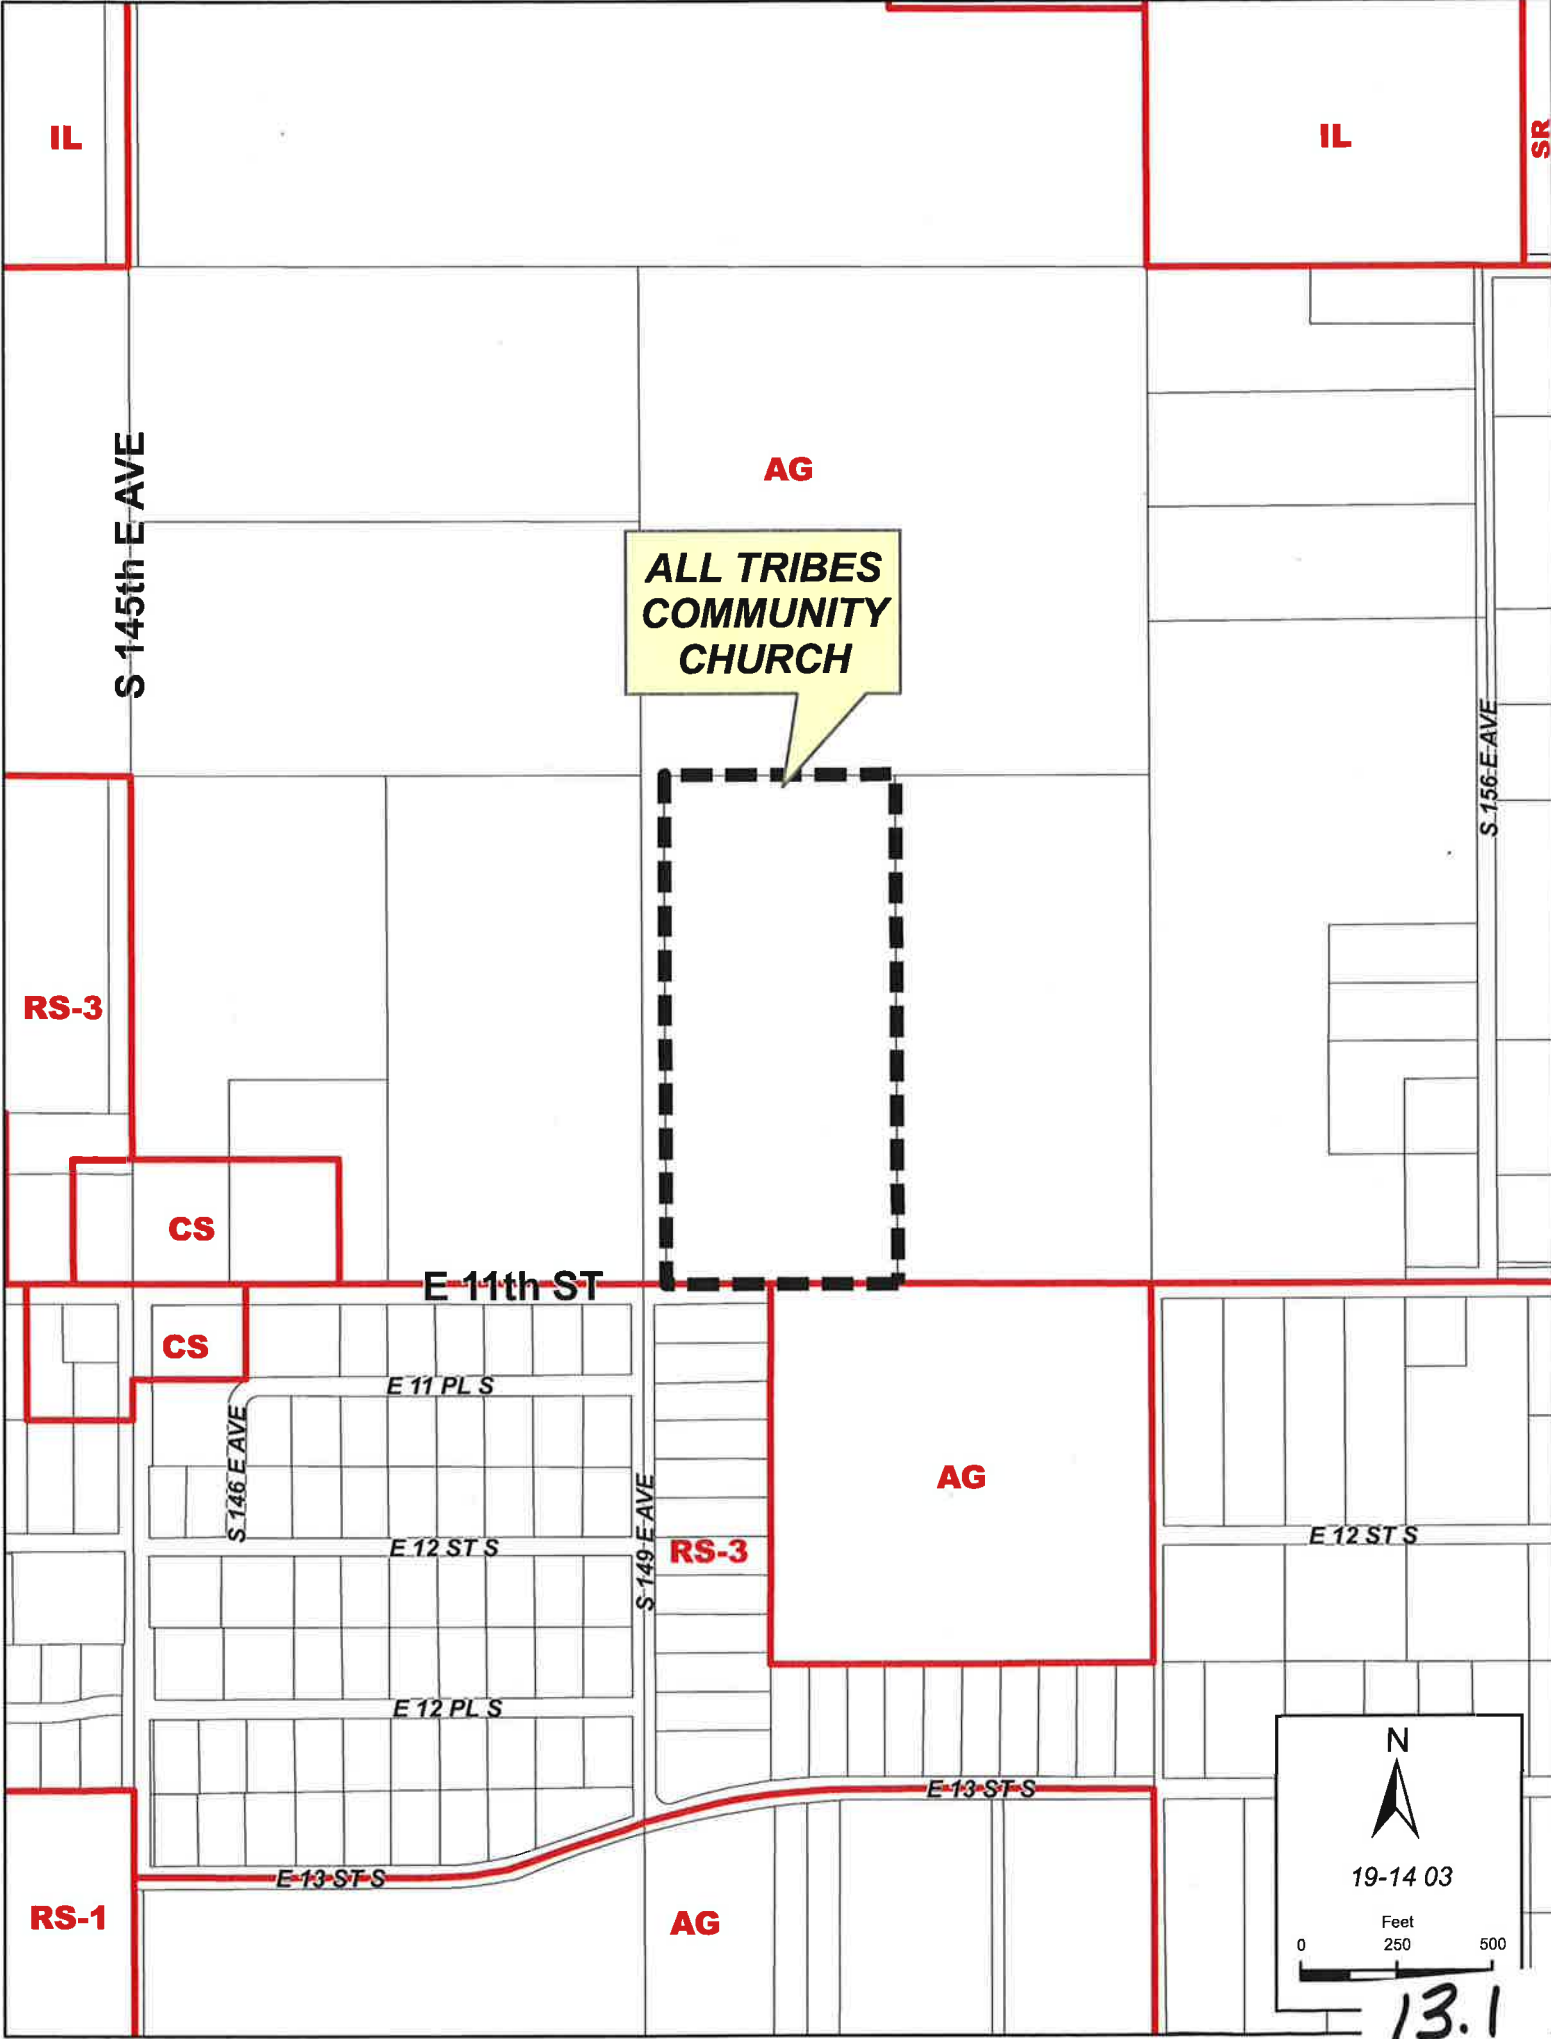 IL
IL
SR
AG
S 145th E AVE
ALL TRIBES
COMMUNITY
CHURCH
S 156 E AVE
RS-3
CS
E 11th ST
CS
E 11 PL S
S 146 E AVE
AG
S 149 E AVE
E 12 ST S
RS-3
E 12 ST S
E 12 PL S
E 13 ST S
E 13 ST S
RS-1
AG
N
19-14 03
Feet
0 250 500
13.1